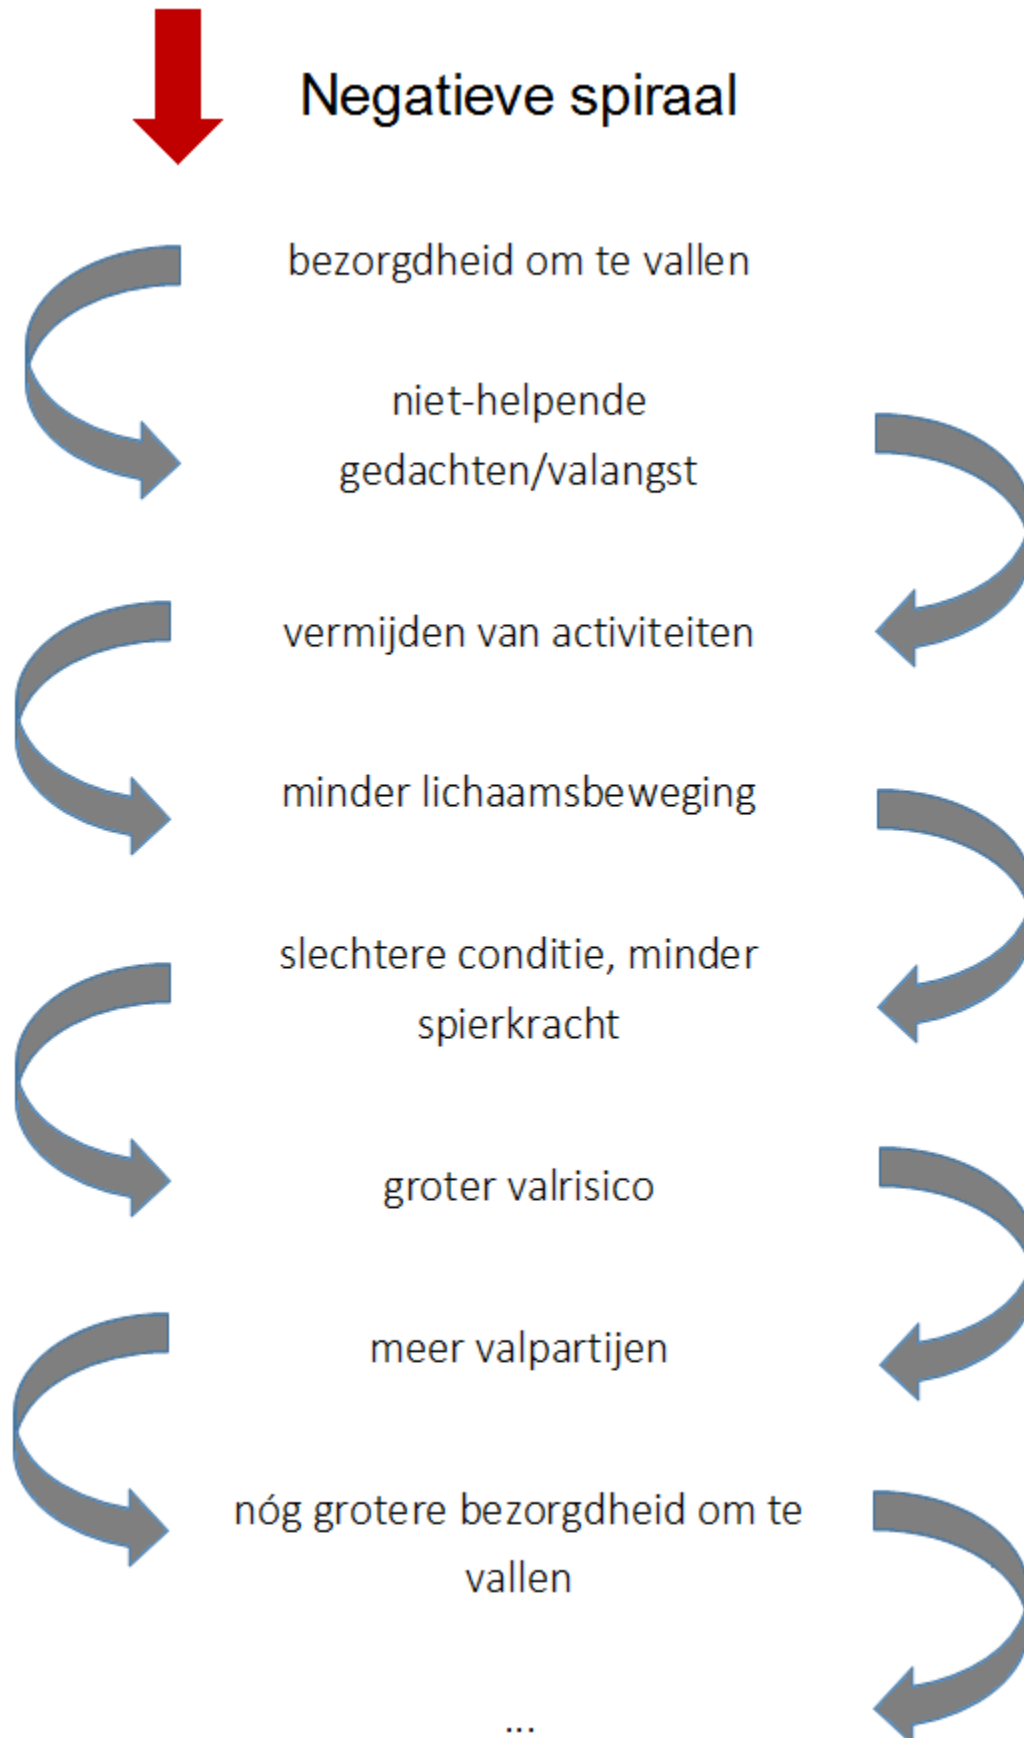 Negatieve spiraal
bezorgdheid om te vallen
niet-helpende
gedachten/valangst
vermijden van activiteiten
minder lichaamsbeweging
slechtere conditie, minder
spierkracht
groter valrisico
meer valpartijen
nóg grotere bezorgdheid om te
vallen
...